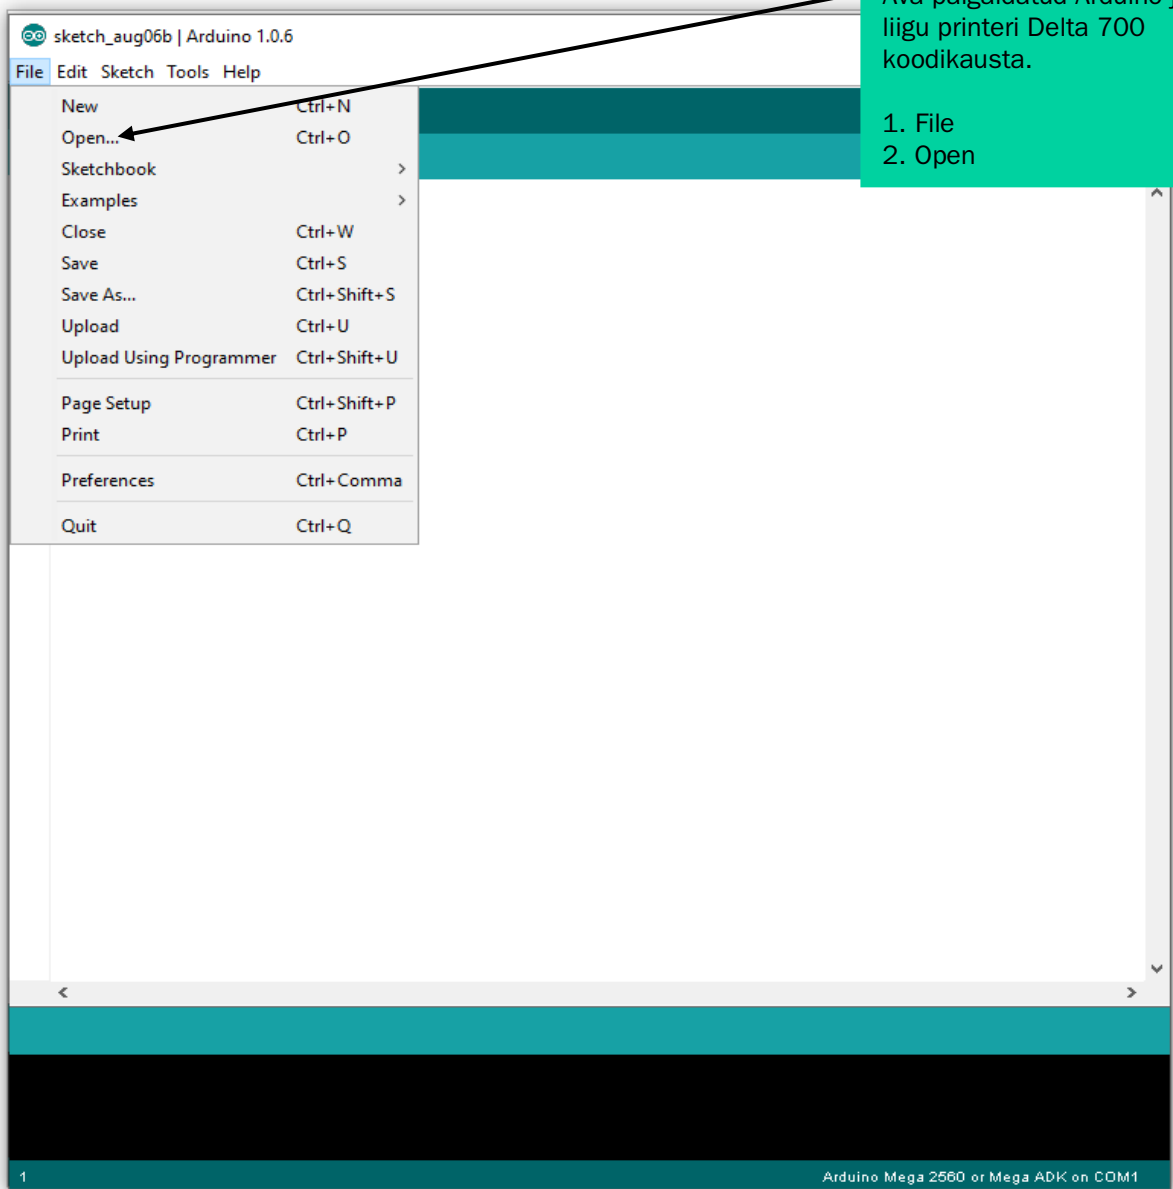 Ava paigaldatud Arduino j
liigu printeri Delta 700
koodikausta.
1. File
2. Open
sketch_aug06b | Arduino 1.0.6
File Edit Sketch Tools Help
New Ctrl+N
Open... Ctrl+O
Sketchbook >
Examples >
Close Ctrl+W
Save Ctrl+S
Save As... Ctrl+Shift+S
Upload Ctrl+U
Upload Using Programmer Ctrl+Shift+U
Page Setup Ctrl+Shift+P
Print Ctrl+P
Preferences Ctrl+Comma
Quit Ctrl+Q
1 Arduino Mega 2560 or Mega ADK on COM1